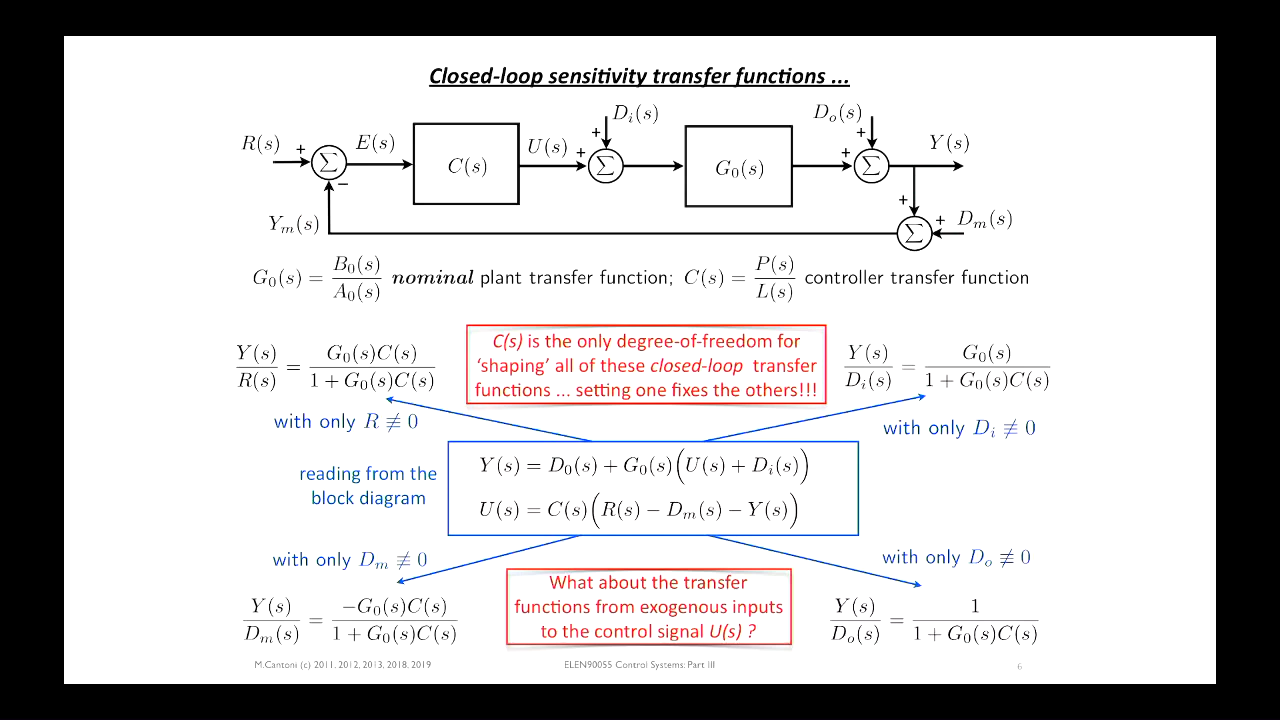 Closed-loop sensitivity transfer functions ...
R(s) + Σ − E(s) C(s) U(s) + Σ + D_i(s) G_0(s) + Σ + D_o(s) Y(s)
Y_m(s) + Σ + D_m(s)
G_0(s) = B_0(s)/A_0(s) nominal plant transfer function; C(s) = P(s)/L(s) controller transfer function
Y(s)/R(s) = G_0(s)C(s)/(1 + G_0(s)C(s))
with only R ≢ 0
C(s) is the only degree-of-freedom for
‘shaping’ all of these closed-loop transfer
functions ... setting one fixes the others!!!
Y(s)/D_i(s) = G_0(s)/(1 + G_0(s)C(s))
with only D_i ≢ 0
reading from the
block diagram
Y(s) = D_0(s) + G_0(s)(U(s) + D_i(s))
U(s) = C(s)(R(s) − D_m(s) − Y(s))
with only D_m ≢ 0
Y(s)/D_m(s) = −G_0(s)C(s)/(1 + G_0(s)C(s))
What about the transfer
functions from exogenous inputs
to the control signal U(s) ?
with only D_o ≢ 0
Y(s)/D_o(s) = 1/(1 + G_0(s)C(s))
M.Cantoni (c) 2011, 2012, 2013, 2018, 2019
ELEN90055 Control Systems: Part III
6